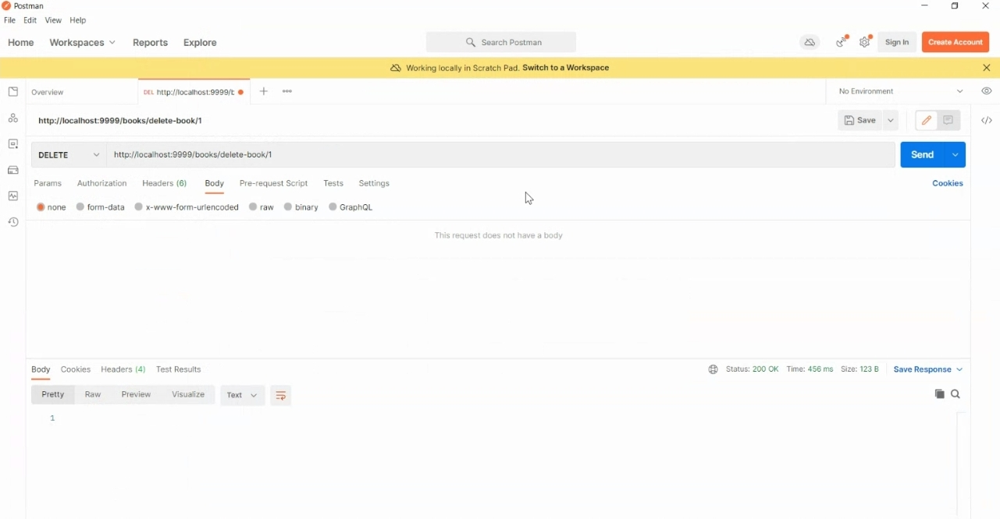 Postman
File Edit View Help
Home Workspaces Reports Explore Search Postman Sign In Create Account
Working locally in Scratch Pad. Switch to a Workspace
Overview DEL http://localhost:9999/b No Environment
http://localhost:9999/books/delete-book/1 Save
DELETE http://localhost:9999/books/delete-book/1 Send
Params Authorization Headers (6) Body Pre-request Script Tests Settings Cookies
none form-data x-www-form-urlencoded raw binary GraphQL
This request does not have a body
Body Cookies Headers (4) Test Results Status: 200 OK Time: 456 ms Size: 123 B Save Response
Pretty Raw Preview Visualize Text
1